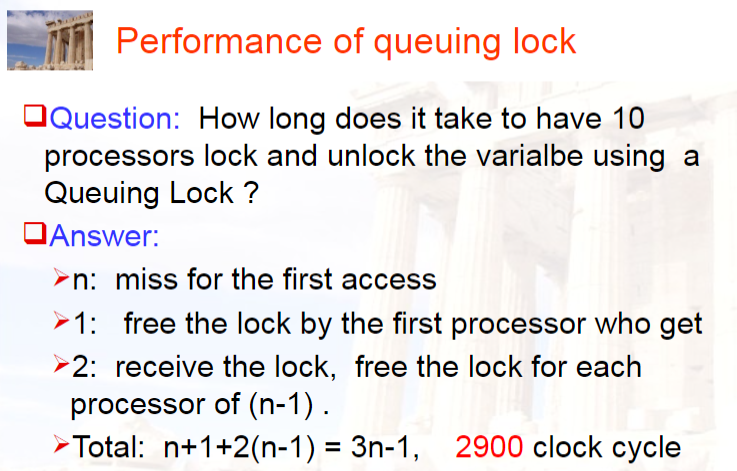 Performance of queuing lock
Question: How long does it take to have 10
processors lock and unlock the varialbe using a
Queuing Lock ?
Answer:
n: miss for the first access
1: free the lock by the first processor who get
2: receive the lock, free the lock for each
processor of (n-1) .
Total: n+1+2(n-1) = 3n-1, 2900 clock cycle